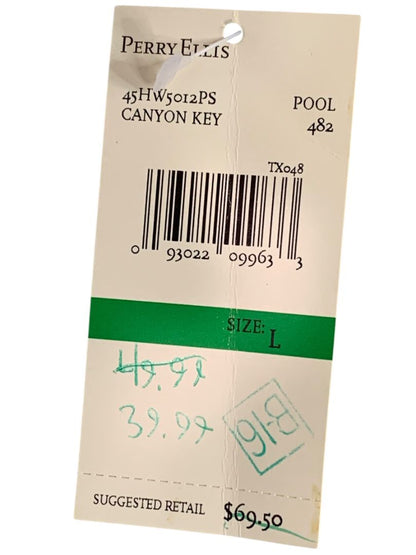 PERRY ELLIS
45HW5012PS POOL
CANYON KEY 482
TX048
0 93022 09963 3
SIZE: L
49.99
39.99
B-16
SUGGESTED RETAIL $69.50